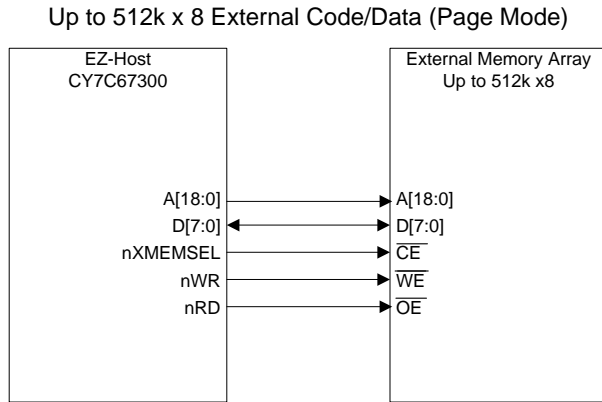 Up to 512k x 8 External Code/Data (Page Mode)
EZ-Host
CY7C67300
External Memory Array
Up to 512k x8
A[18:0]
A[18:0]
D[7:0]
D[7:0]
nXMEMSEL
CE
nWR
WE
nRD
OE